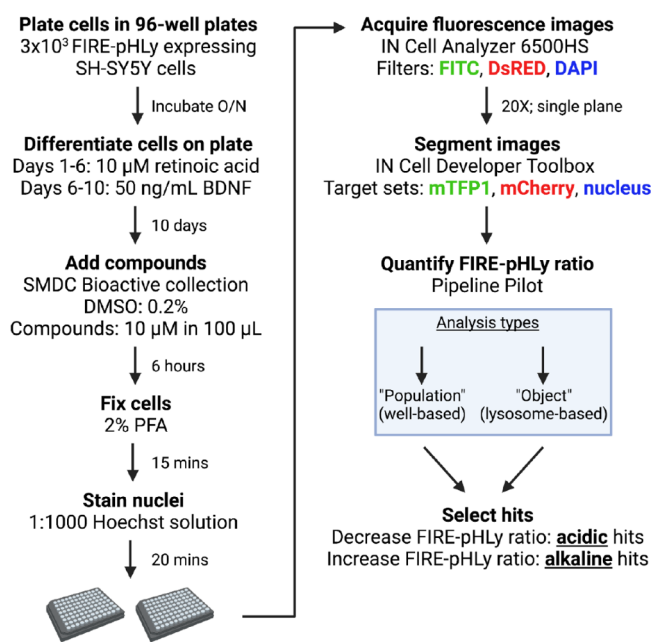 Plate cells in 96-well plates
3x10³ FIRE-pHLy expressing
SH-SY5Y cells
Incubate O/N
Differentiate cells on plate
Days 1-6: 10 µM retinoic acid
Days 6-10: 50 ng/mL BDNF
10 days
Add compounds
SMDC Bioactive collection
DMSO: 0.2%
Compounds: 10 µM in 100 µL
6 hours
Fix cells
2% PFA
15 mins
Stain nuclei
1:1000 Hoechst solution
20 mins
Acquire fluorescence images
IN Cell Analyzer 6500HS
Filters: FITC, DsRED, DAPI
20X; single plane
Segment images
IN Cell Developer Toolbox
Target sets: mTFP1, mCherry, nucleus
Quantify FIRE-pHLy ratio
Pipeline Pilot
Analysis types
"Population" "Object"
(well-based) (lysosome-based)
Select hits
Decrease FIRE-pHLy ratio: acidic hits
Increase FIRE-pHLy ratio: alkaline hits